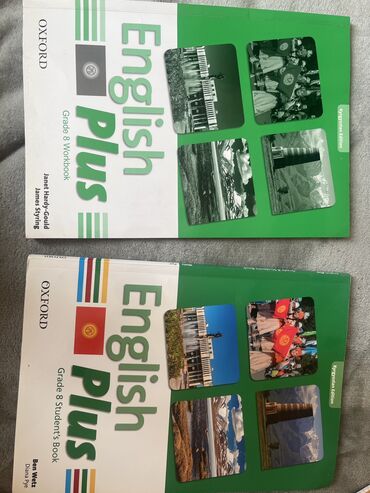 OXFORD
English
Plus
Grade 8 Workbook
Janet Hardy-Gould
James Styring
Kyrgyzstan Edition
OXFORD
English
Plus
Grade 8 Student's Book
Ben Wetz
Diana Pye
Kyrgyzstan Edition